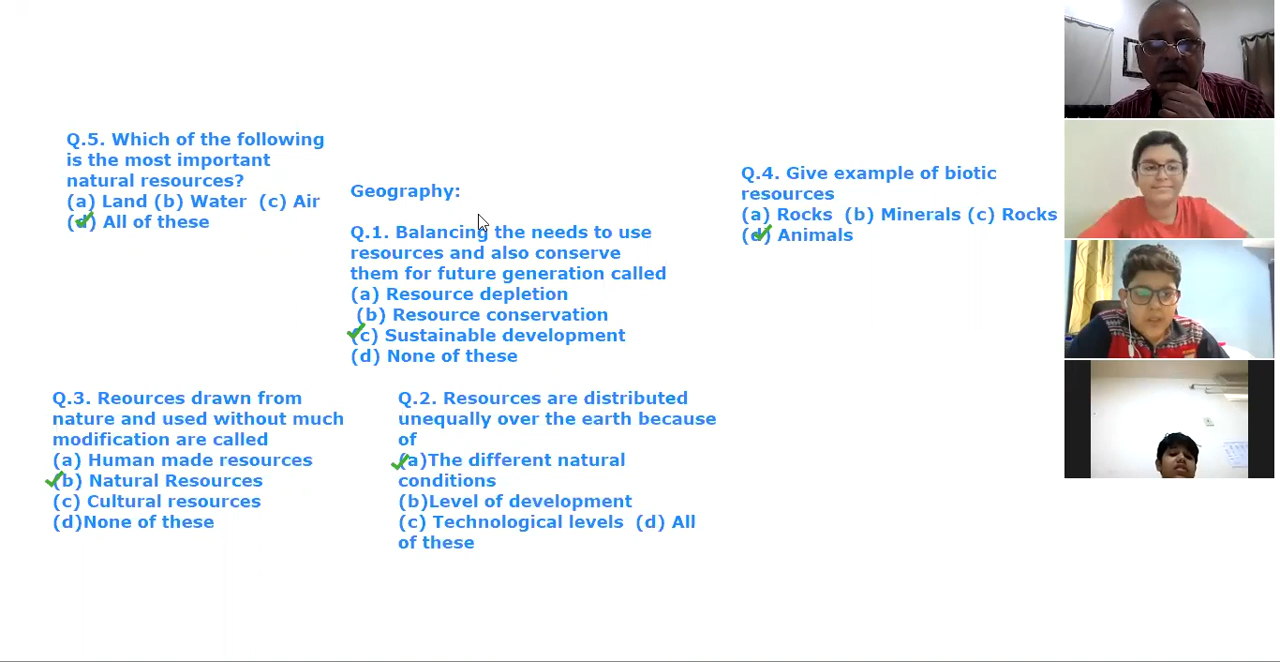 Geography:
Q.1. Balancing the needs to use
resources and also conserve
them for future generation called
(a) Resource depletion
(b) Resource conservation
(c) Sustainable development
(d) None of these
Q.2. Resources are distributed
unequally over the earth because
of
(a)The different natural
conditions
(b)Level of development
(c) Technological levels (d) All
of these
Q.3. Reources drawn from
nature and used without much
modification are called
(a) Human made resources
(b) Natural Resources
(c) Cultural resources
(d)None of these
Q.4. Give example of biotic
resources
(a) Rocks (b) Minerals (c) Rocks
(d) Animals
Q.5. Which of the following
is the most important
natural resources?
(a) Land (b) Water (c) Air
(d) All of these